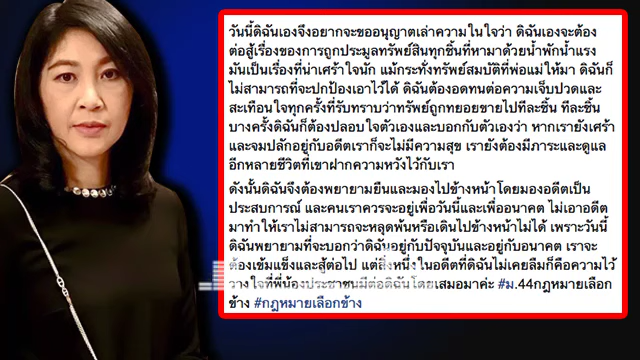 วันนี้ดิฉันเองจึงอยากจะขออนุญาตเล่าความในใจว่า ดิฉันเองจะต้อง
ต่อสู้เรื่องของการถูกประมูลทรัพย์สินทุกชิ้นที่หามาด้วยน้ำพักน้ำแรง
มันเป็นเรื่องที่น่าเศร้าใจนัก แม้กระทั่งทรัพย์สมบัติที่พ่อแม่ให้มา ดิฉันก็
ไม่สามารถที่จะปกป้องเอาไว้ได้ ดิฉันต้องอดทนต่อความเจ็บปวดและ
สะเทือนใจทุกครั้งที่รับทราบว่าทรัพย์ถูกทยอยขายไปทีละชิ้น ทีละชิ้น
บางครั้งดิฉันก็ต้องปลอบใจตัวเองและบอกกับตัวเองว่า หากเรายังเศร้า
และจมปลักอยู่กับอดีตเราก็จะไม่มีความสุข เรายังต้องมีภาระและดูแล
อีกหลายชีวิตที่เขาฝากความหวังไว้กับเรา
ดังนั้นดิฉันจึงต้องพยายามยืนและมองไปข้างหน้าโดยมองอดีตเป็น
ประสบการณ์ และคนเราควรจะอยู่เพื่อวันนี้และเพื่ออนาคต ไม่เอาอดีต
มาทำให้เราไม่สามารถจะหลุดพ้นหรือเดินไปข้างหน้าไม่ได้ เพราะวันนี้
ดิฉันพยายามที่จะบอกว่าดิฉันอยู่กับปัจจุบันและอยู่กับอนาคต เราจะ
ต้องเข้มแข็งและสู้ต่อไป แต่สิ่งหนึ่งในอดีตที่ดิฉันไม่เคยลืมก็คือความไว้
วางใจที่พี่น้องประชาชนมีต่อดิฉันโดยเสมอมาค่ะ #ม.44กฎหมายเลือก
ข้าง #กฎหมายเลือกข้าง